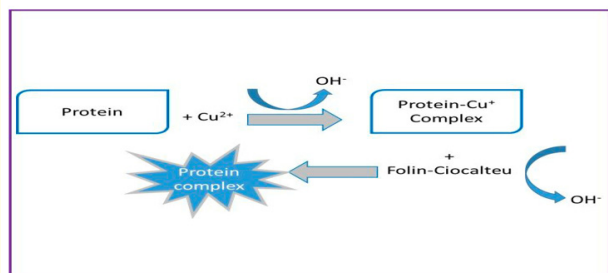 OH-
Protein
+ Cu²⁺
Protein-Cu⁺
Complex
+
Folin-Ciocalteu
Protein
complex
OH-